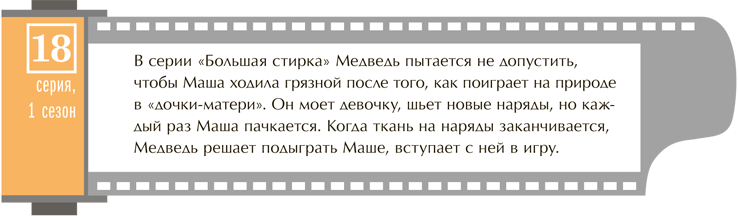 18
серия,
1 сезон
В серии «Большая стирка» Медведь пытается не допустить,
чтобы Маша ходила грязной после того, как поиграет на природе
в «дочки-матери». Он моет девочку, шьет новые наряды, но каж-
дый раз Маша пачкается. Когда ткань на наряды заканчивается,
Медведь решает подыграть Маше, вступает с ней в игру.